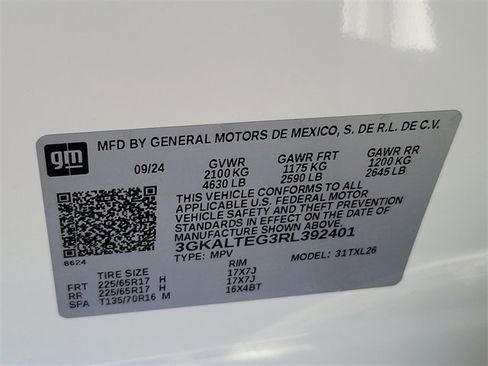 gm MFD BY GENERAL MOTORS DE MEXICO, S. DE R.L. DE C.V.
09/24 GVWR GAWR FRT GAWR RR
2100 KG 1175 KG 1200 KG
4630 LB 2590 LB 2645 LB
THIS VEHICLE CONFORMS TO ALL
APPLICABLE U.S. FEDERAL MOTOR
VEHICLE SAFETY AND THEFT PREVENTION
STANDARDS IN EFFECT ON THE DATE OF
MANUFACTURE SHOWN ABOVE.
3GKALTEG3RL392401
8624 TYPE: MPV MODEL: 31TXL26
TIRE SIZE RIM
FRT 225/65R17 H 17X7J
RR 225/65R17 H 17X7J
SPA T135/70R16 M 16X4BT